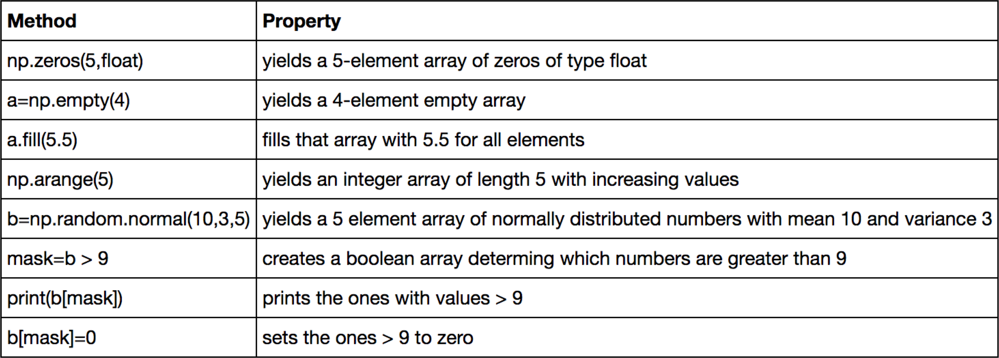 Method Property
np.zeros(5,float) yields a 5-element array of zeros of type float
a=np.empty(4) yields a 4-element empty array
a.fill(5.5) fills that array with 5.5 for all elements
np.arange(5) yields an integer array of length 5 with increasing values
b=np.random.normal(10,3,5) yields a 5 element array of normally distributed numbers with mean 10 and variance 3
mask=b > 9 creates a boolean array determing which numbers are greater than 9
print(b[mask]) prints the ones with values > 9
b[mask]=0 sets the ones > 9 to zero